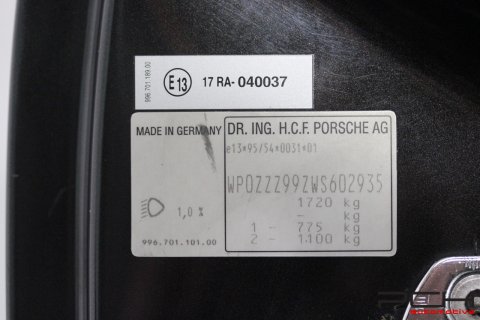 996 701 189.00
E13 17 RA-040037
MADE IN GERMANY
DR. ING. H.C.F. PORSCHE AG
e13*95/54*0031*01
WP0ZZZ99ZWS602935
1720 kg
- kg
1 - 775 kg
2 - 1100 kg
1,0 %
996.701.101.00
automotive